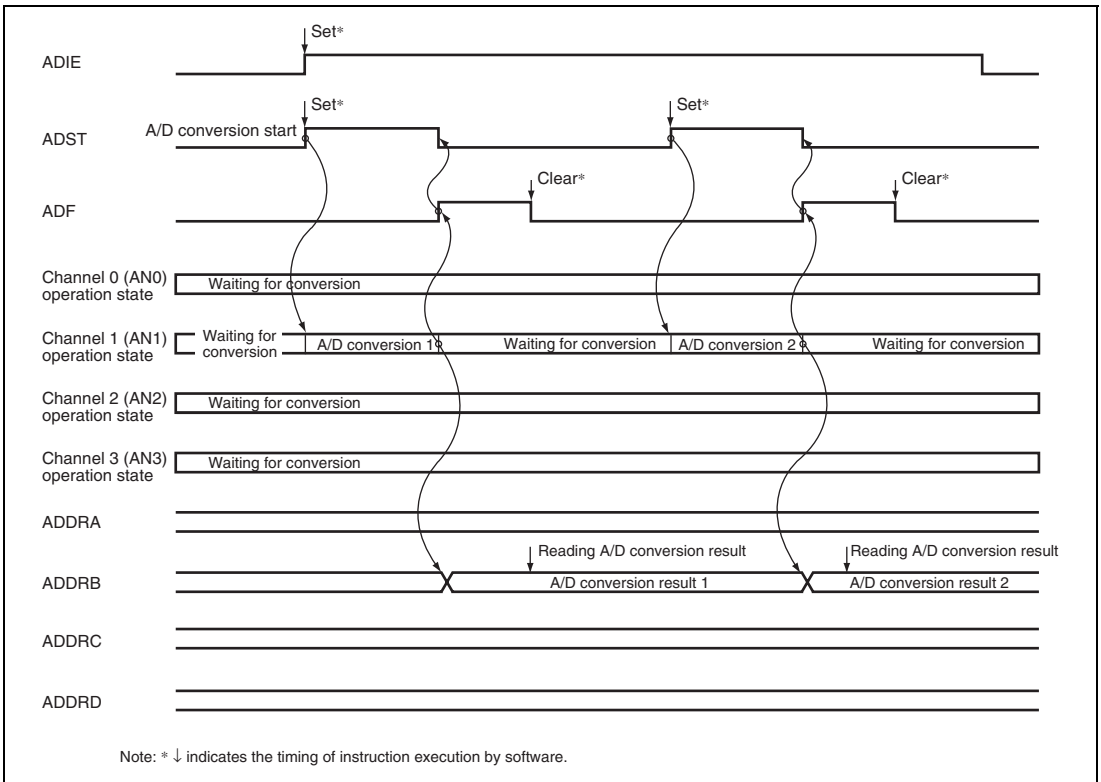 Set*
ADIE
Set*
Set*
A/D conversion start
ADST
Clear*
Clear*
ADF
Channel 0 (AN0)
operation state
Waiting for conversion
Channel 1 (AN1)
operation state
Waiting for
conversion
A/D conversion 1
Waiting for conversion
A/D conversion 2
Waiting for conversion
Channel 2 (AN2)
operation state
Waiting for conversion
Channel 3 (AN3)
operation state
Waiting for conversion
ADDRA
Reading A/D conversion result
Reading A/D conversion result
ADDRB
A/D conversion result 1
A/D conversion result 2
ADDRC
ADDRD
Note: * ↓ indicates the timing of instruction execution by software.